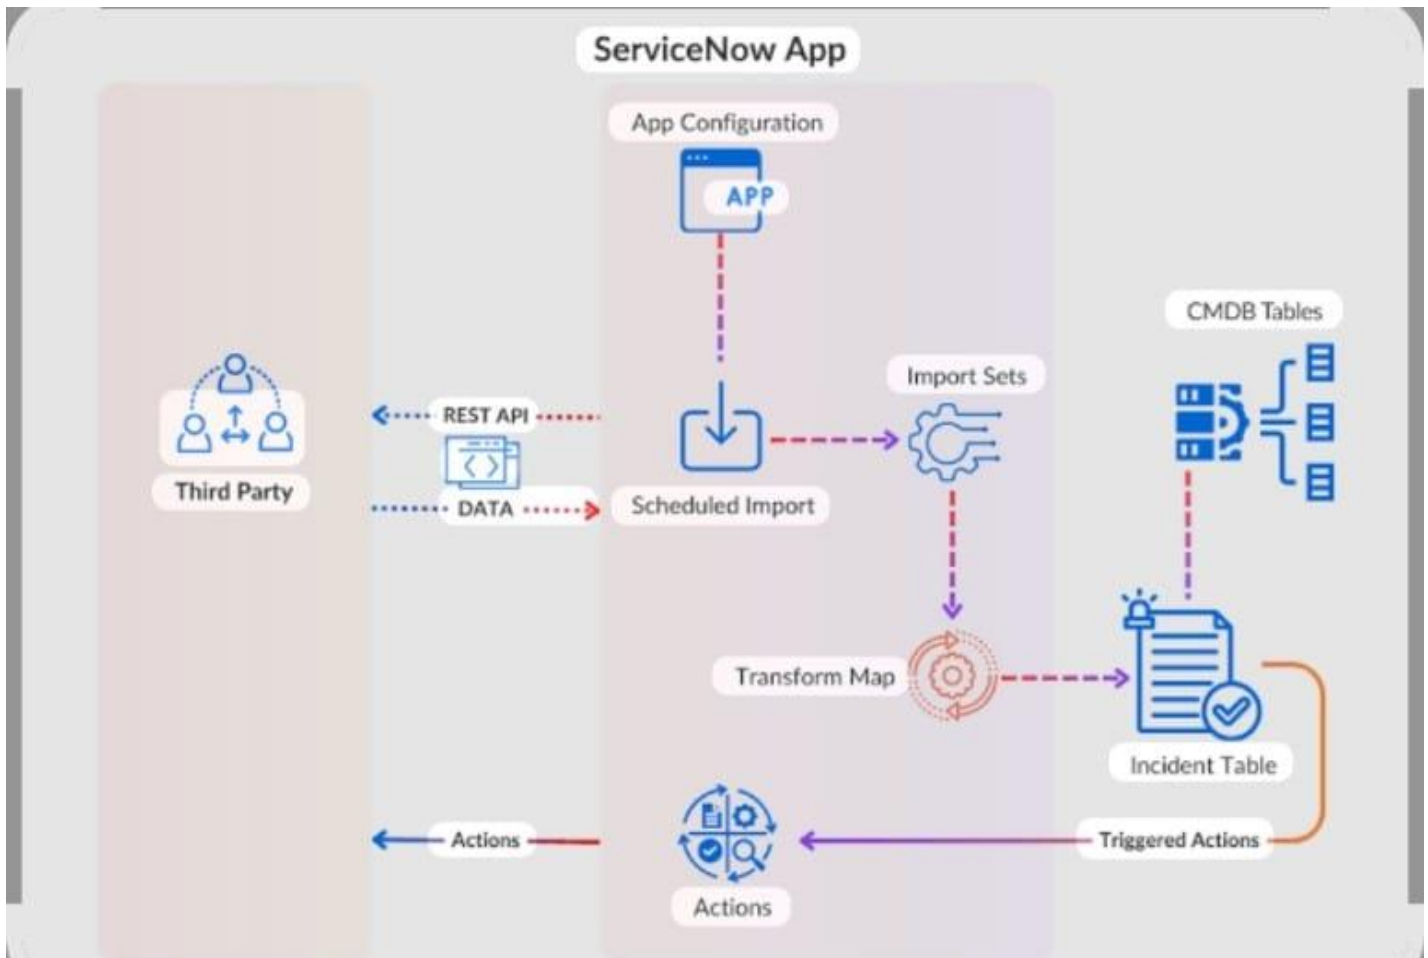 ServiceNow App
App Configuration
APP
CMDB Tables
Import Sets
REST API
Third Party
DATA
Scheduled Import
Transform Map
Incident Table
Actions
Triggered Actions
Actions